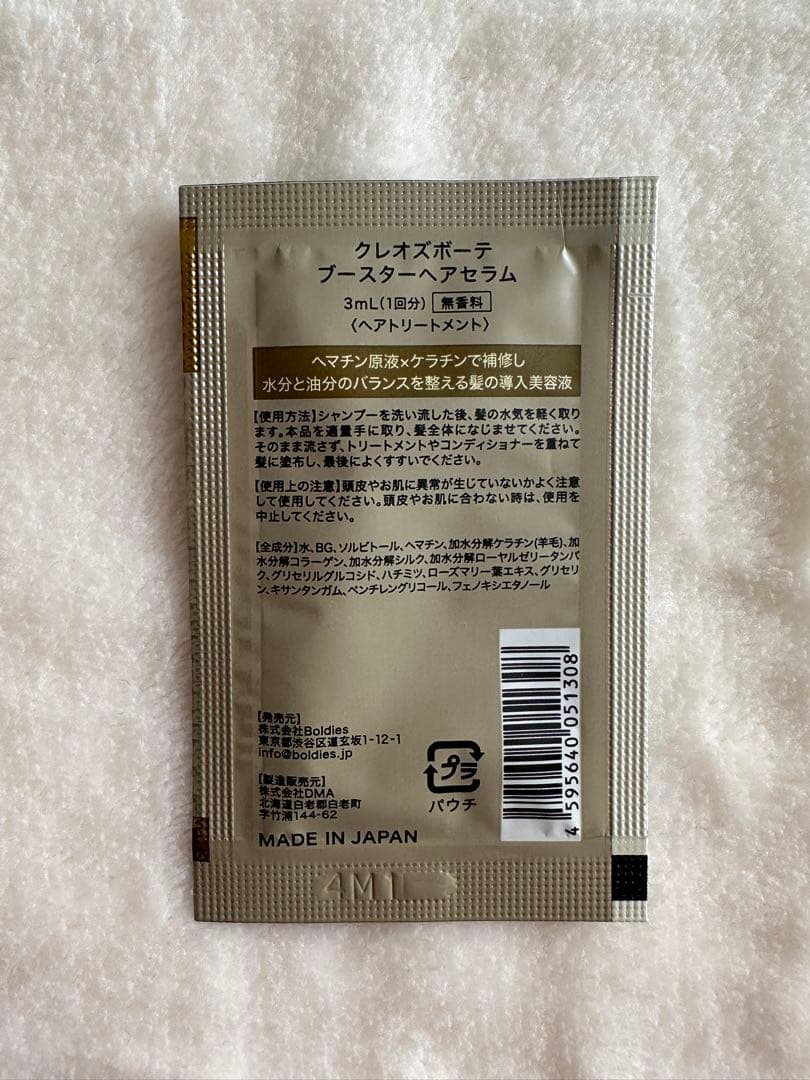 クレオズボーテ
ブースターヘアセラム
3mL(1回分) 無香料
〈ヘアトリートメント〉
ヘマチン原液×ケラチンで補修し
水分と油分のバランスを整える髪の導入美容液
【使用方法】シャンプーを洗い流した後、髪の水気を軽く取り
ます。本品を適量手に取り、髪全体になじませてください。
そのまま流さず、トリートメントやコンディショナーを重ねて
髪に塗布し、最後によくすすいでください。
【使用上の注意】頭皮やお肌に異常が生じていないかよく注意
して使用してください。頭皮やお肌に合わない時は、使用を
中止してください。
【全成分】水、BG、ソルビトール、ヘマチン、加水分解ケラチン(羊毛)、加
水分解コラーゲン、加水分解シルク、加水分解ローヤルゼリータンパ
ク、グリセリルグルコシド、ハチミツ、ローズマリー葉エキス、グリセリ
ン、キサンタンガム、ペンチレングリコール、フェノキシエタノール
【発売元】
株式会社Boldies
東京都渋谷区道玄坂1-12-1
info@boldies.jp
【製造販売元】
株式会社DMA
北海道白老郡白老町
字竹浦144-62
MADE IN JAPAN
プラ
パウチ
4595640051308
4M1